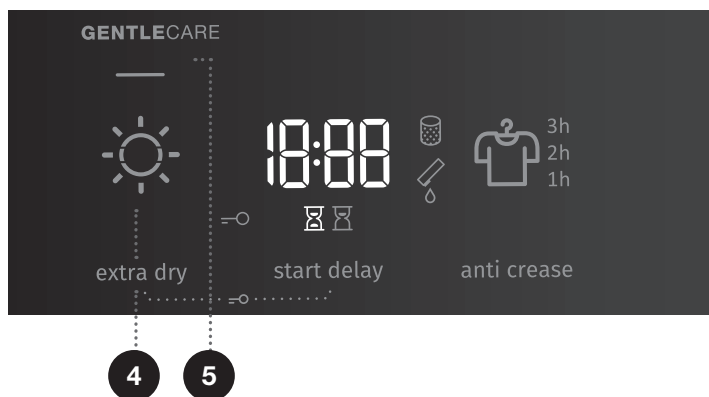 GENTLECARE
18:88
3h
2h
1h
extra dry
start delay
anti crease
4
5